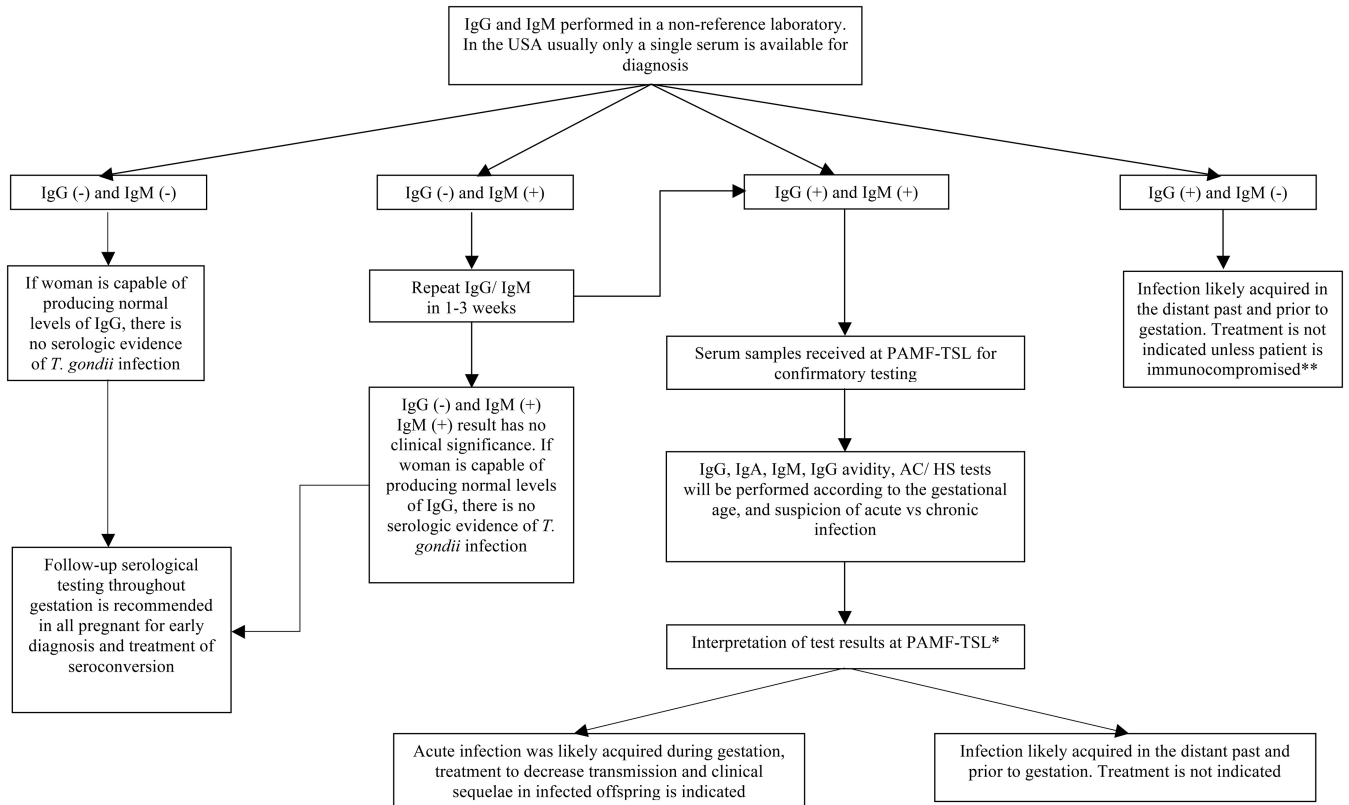 IgG and IgM performed in a non-reference laboratory.
In the USA usually only a single serum is available for
diagnosis
IgG (-) and IgM (-)
IgG (-) and IgM (+)
IgG (+) and IgM (+)
IgG (+) and IgM (-)
If woman is capable of
producing normal
levels of IgG, there is
no serologic evidence
of T. gondii infection
Repeat IgG/ IgM
in 1-3 weeks
Infection likely acquired in
the distant past and prior to
gestation. Treatment is not
indicated unless patient is
immunocompromised**
Serum samples received at PAMF-TSL for
confirmatory testing
IgG (-) and IgM (+)
IgM (+) result has no
clinical significance. If
woman is capable of
producing normal levels
of IgG, there is no
serologic evidence of T.
gondii infection
IgG, IgA, IgM, IgG avidity, AC/ HS tests
will be performed according to the gestational
age, and suspicion of acute vs chronic
infection
Follow-up serological
testing throughout
gestation is recommended
in all pregnant for early
diagnosis and treatment of
seroconversion
Interpretation of test results at PAMF-TSL*
Acute infection was likely acquired during gestation,
treatment to decrease transmission and clinical
sequelae in infected offspring is indicated
Infection likely acquired in the distant past and
prior to gestation. Treatment is not indicated